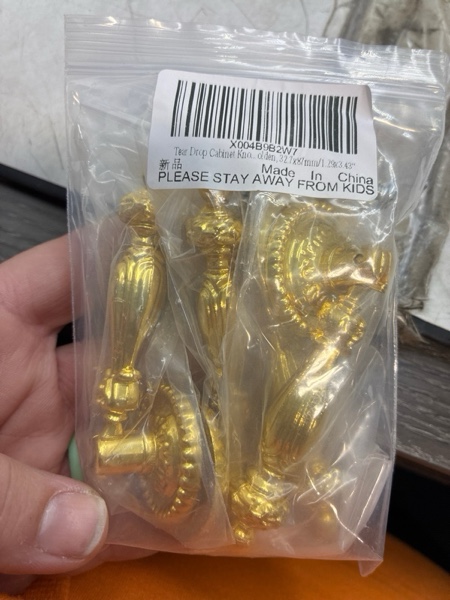 X004B9B2W7
Tear Drop Cabinet Kno...olden, 32.7x87mm/1.29x3.43"
新品
Made In China
PLEASE STAY AWAY FROM KIDS